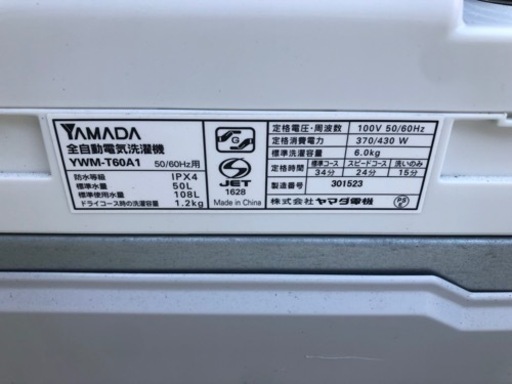 YAMADA
全自動電気洗濯機
YWM-T60A1 50/60Hz用
防水等級 IPX4
標準水量 50L
標準使用水量 108L
ドライコース時の洗濯容量 1.2kg
JET
1628
Made in China
定格電圧・周波数 100V 50/60Hz
定格消費電力 370/430 W
標準洗濯容量 6.0kg
定格時間 標準コース スピードコース 洗いのみ
34分 24分 15分
製造番号 301523
株式会社 ヤマダ電機